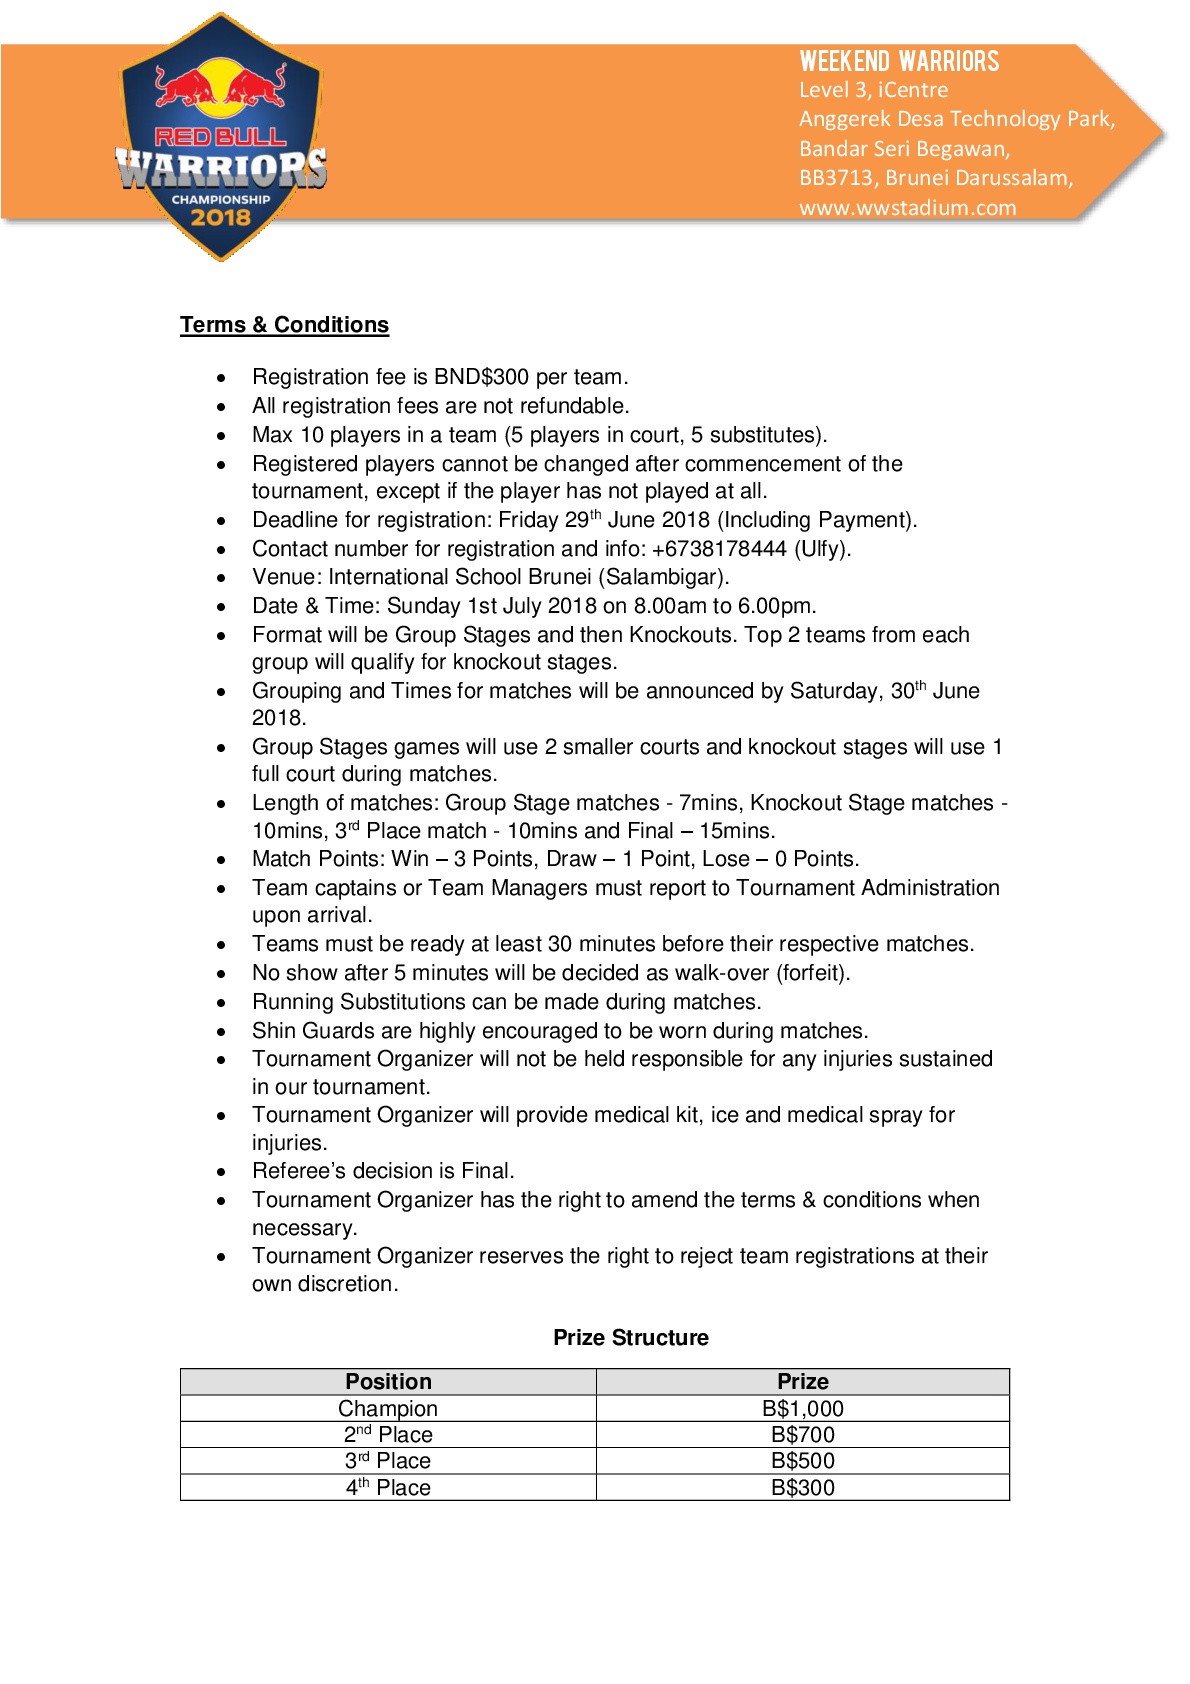 RED BULL
WARRIORS
CHAMPIONSHIP
2018
WEEKEND WARRIORS
Level 3, iCentre
Anggerek Desa Technology Park,
Bandar Seri Begawan,
BB3713, Brunei Darussalam,
www.wwstadium.com
Terms & Conditions
• Registration fee is BND$300 per team.
• All registration fees are not refundable.
• Max 10 players in a team (5 players in court, 5 substitutes).
• Registered players cannot be changed after commencement of the
tournament, except if the player has not played at all.
• Deadline for registration: Friday 29th June 2018 (Including Payment).
• Contact number for registration and info: +6738178444 (Ulfy).
• Venue: International School Brunei (Salambigar).
• Date & Time: Sunday 1st July 2018 on 8.00am to 6.00pm.
• Format will be Group Stages and then Knockouts. Top 2 teams from each
group will qualify for knockout stages.
• Grouping and Times for matches will be announced by Saturday, 30th June
2018.
• Group Stages games will use 2 smaller courts and knockout stages will use 1
full court during matches.
• Length of matches: Group Stage matches - 7mins, Knockout Stage matches -
10mins, 3rd Place match - 10mins and Final – 15mins.
• Match Points: Win – 3 Points, Draw – 1 Point, Lose – 0 Points.
• Team captains or Team Managers must report to Tournament Administration
upon arrival.
• Teams must be ready at least 30 minutes before their respective matches.
• No show after 5 minutes will be decided as walk-over (forfeit).
• Running Substitutions can be made during matches.
• Shin Guards are highly encouraged to be worn during matches.
• Tournament Organizer will not be held responsible for any injuries sustained
in our tournament.
• Tournament Organizer will provide medical kit, ice and medical spray for
injuries.
• Referee’s decision is Final.
• Tournament Organizer has the right to amend the terms & conditions when
necessary.
• Tournament Organizer reserves the right to reject team registrations at their
own discretion.
Prize Structure
Position Prize
Champion B$1,000
2nd Place B$700
3rd Place B$500
4th Place B$300